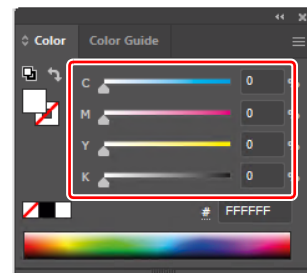 Color Color Guide
C 0 %
M 0 %
Y 0 %
K 0 %
# FFFFFF